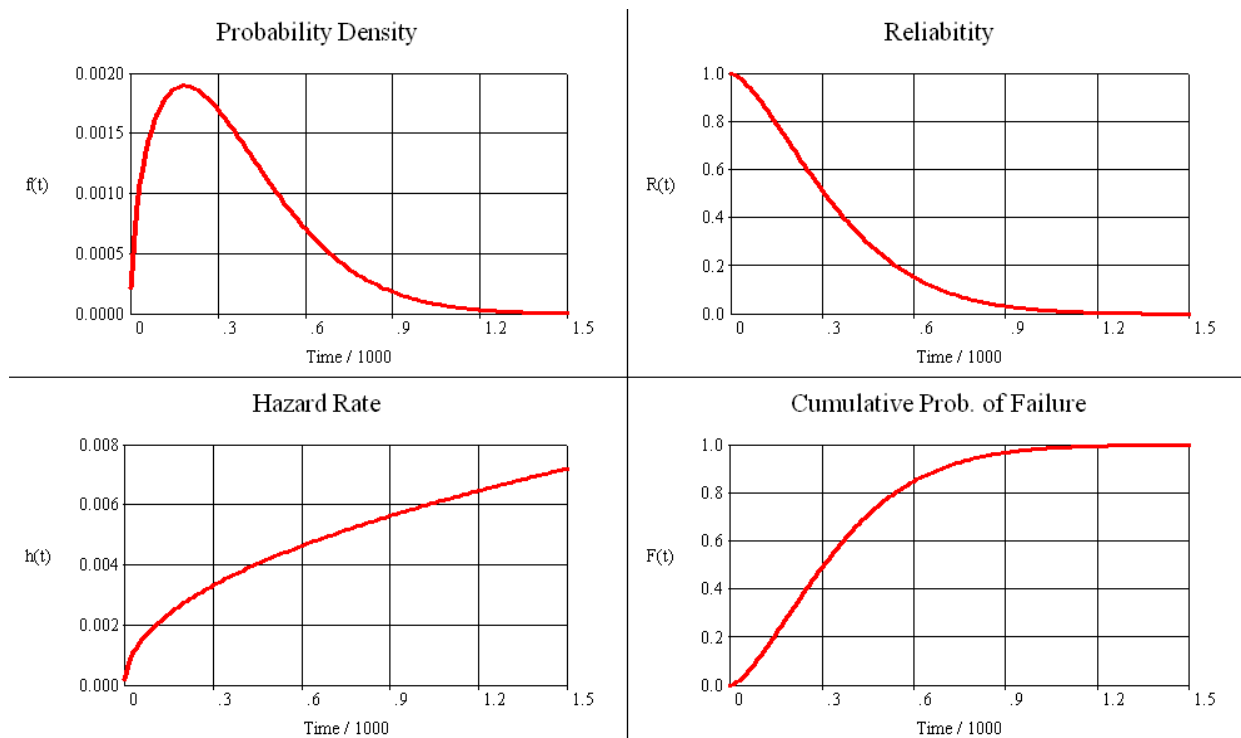 Probability Density
0.0020
0.0015
f(t)
0.0010
0.0005
0.0000
0 .3 .6 .9 1.2 1.5
Time / 1000
Reliabitity
1.0
0.8
0.6
R(t)
0.4
0.2
0.0
0 .3 .6 .9 1.2 1.5
Time / 1000
Hazard Rate
0.008
0.006
h(t)
0.004
0.002
0.000
0 .3 .6 .9 1.2 1.5
Time / 1000
Cumulative Prob. of Failure
1.0
0.8
0.6
F(t)
0.4
0.2
0.0
0 .3 .6 .9 1.2 1.5
Time / 1000